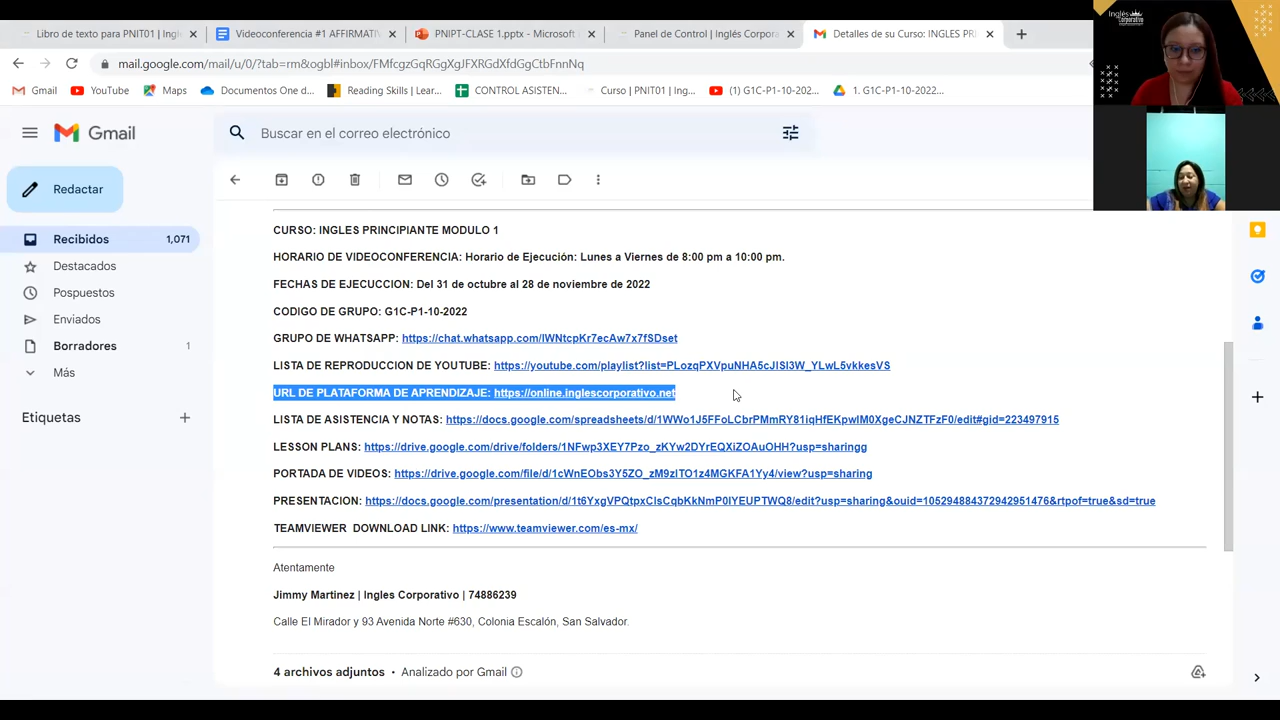 Libro de texto para PNIT01 | Ingl
Videoconferencia #1 AFFIRMATI
PNIPT-CLASE 1.pptx - Microsoft
Panel de Control | Inglés Corpora
Detalles de su Curso: INGLES PRI
mail.google.com/mail/u/0/?tab=rm&ogbl#inbox/FMfcgzGqRGgXgJFXRGdXfdGgCtbFnnNq
Gmail
YouTube
Maps
Documentos One d...
Reading Skills | Lear...
CONTROL ASISTEN...
Curso | PNIT01 | Ing...
(1) G1C-P1-10-202...
1. G1C-P1-10-2022...
Inglés
Corporativo
Gmail
Buscar en el correo electrónico
Redactar
Recibidos 1,071
Destacados
Pospuestos
Enviados
Borradores 1
Más
Etiquetas
CURSO: INGLES PRINCIPIANTE MODULO 1
HORARIO DE VIDEOCONFERENCIA: Horario de Ejecución: Lunes a Viernes de 8:00 pm a 10:00 pm.
FECHAS DE EJECUCCION: Del 31 de octubre al 28 de noviembre de 2022
CODIGO DE GRUPO: G1C-P1-10-2022
GRUPO DE WHATSAPP: https://chat.whatsapp.com/IWNtcpKr7ecAw7x7fSDset
LISTA DE REPRODUCCION DE YOUTUBE: https://youtube.com/playlist?list=PLozqPXVpuNHA5cJISI3W_YLwL5vkkesVS
URL DE PLATAFORMA DE APRENDIZAJE: https://online.inglescorporativo.net
LISTA DE ASISTENCIA Y NOTAS: https://docs.google.com/spreadsheets/d/1WWo1J5FFoLCbrPMmRY81iqHfEKpwIM0XgeCJNZTFzF0/edit#gid=223497915
LESSON PLANS: https://drive.google.com/drive/folders/1NFwp3XEY7Pzo_zKYw2DYrEQXiZOAuOHH?usp=sharingg
PORTADA DE VIDEOS: https://drive.google.com/file/d/1cWnEObs3Y5ZO_zM9zITO1z4MGKFA1Yy4/view?usp=sharing
PRESENTACION: https://docs.google.com/presentation/d/1t6YxgVPQtpxCIsCqbKkNmP0IYEUPTWQ8/edit?usp=sharing&ouid=105294884372942951476&rtpof=true&sd=true
TEAMVIEWER DOWNLOAD LINK: https://www.teamviewer.com/es-mx/
Atentamente
Jimmy Martinez | Ingles Corporativo | 74886239
Calle El Mirador y 93 Avenida Norte #630, Colonia Escalón, San Salvador.
4 archivos adjuntos • Analizado por Gmail